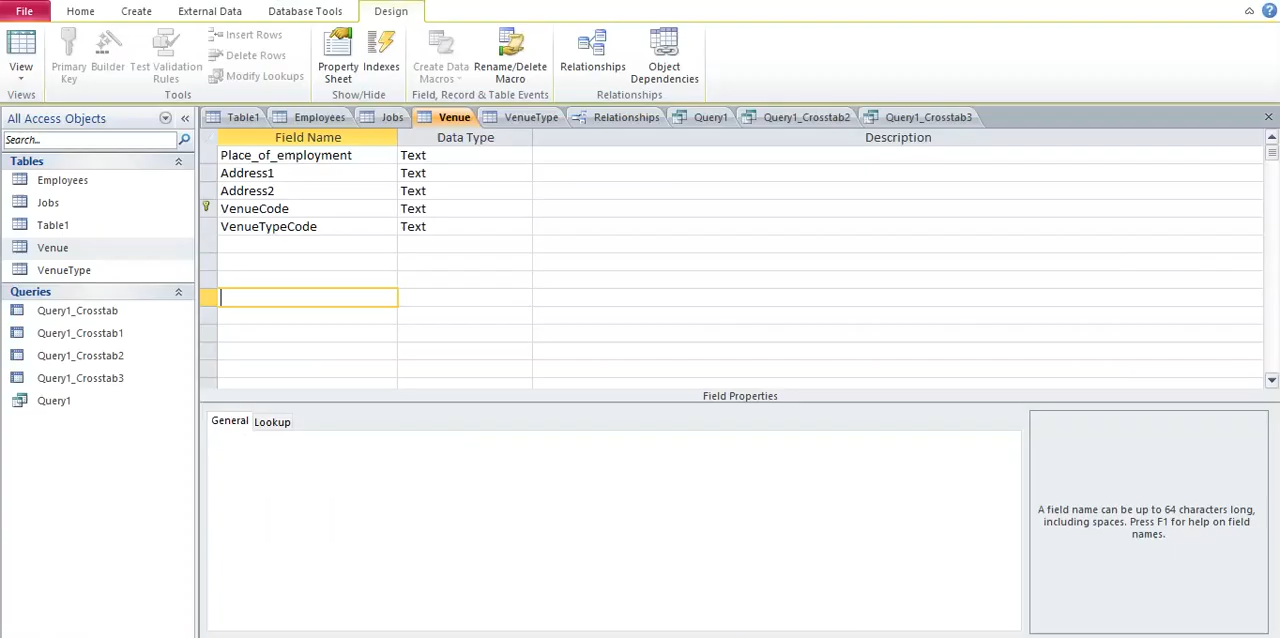 File Home Create External Data Database Tools Design
View
Views
Primary Key
Builder
Test Validation Rules
Insert Rows
Delete Rows
Modify Lookups
Tools
Property Sheet
Indexes
Show/Hide
Create Data Macros
Rename/Delete Macro
Field, Record & Table Events
Relationships
Object Dependencies
Relationships
All Access Objects
Search...
Tables
Employees
Jobs
Table1
Venue
VenueType
Queries
Query1_Crosstab
Query1_Crosstab1
Query1_Crosstab2
Query1_Crosstab3
Query1
Table1 Employees Jobs Venue VenueType Relationships Query1 Query1_Crosstab2 Query1_Crosstab3
Field Name Data Type Description
Place_of_employment Text
Address1 Text
Address2 Text
VenueCode Text
VenueTypeCode Text
Field Properties
General Lookup
A field name can be up to 64 characters long,
including spaces. Press F1 for help on field
names.